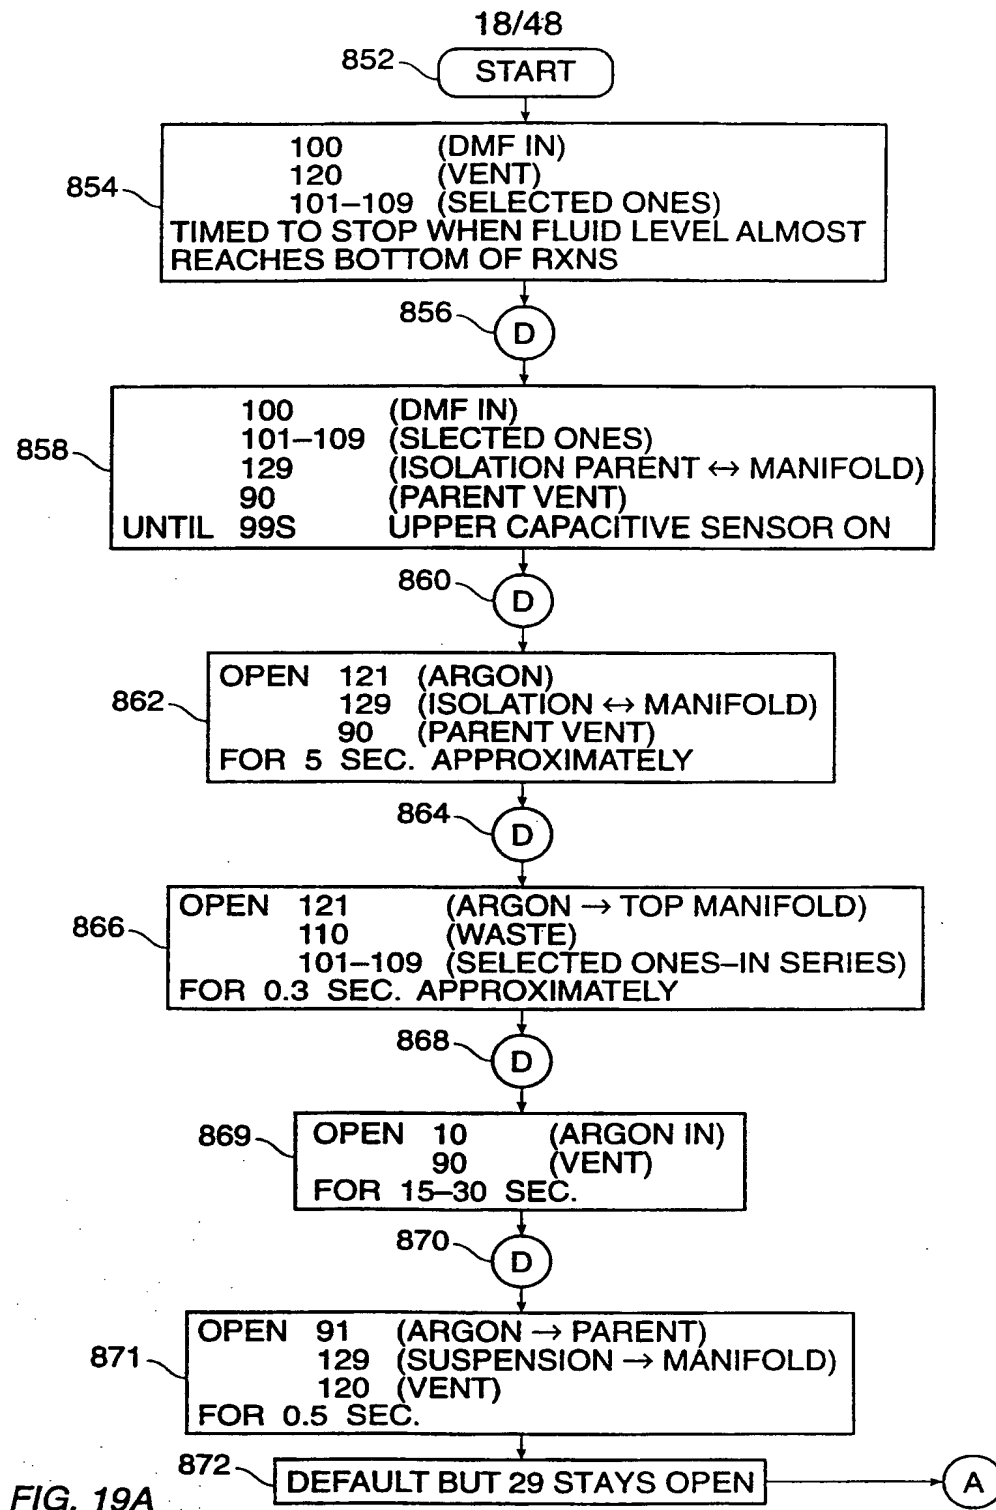 18/48
852
START
854
100 (DMF IN)
120 (VENT)
101–109 (SELECTED ONES)
TIMED TO STOP WHEN FLUID LEVEL ALMOST
REACHES BOTTOM OF RXNS
856
D
858
100 (DMF IN)
101–109 (SLECTED ONES)
129 (ISOLATION PARENT ↔ MANIFOLD)
90 (PARENT VENT)
UNTIL 99S UPPER CAPACITIVE SENSOR ON
860
D
862
OPEN 121 (ARGON)
129 (ISOLATION ↔ MANIFOLD)
90 (PARENT VENT)
FOR 5 SEC. APPROXIMATELY
864
D
866
OPEN 121 (ARGON → TOP MANIFOLD)
110 (WASTE)
101–109 (SELECTED ONES–IN SERIES)
FOR 0.3 SEC. APPROXIMATELY
868
D
869
OPEN 10 (ARGON IN)
90 (VENT)
FOR 15–30 SEC.
870
D
871
OPEN 91 (ARGON → PARENT)
129 (SUSPENSION → MANIFOLD)
120 (VENT)
FOR 0.5 SEC.
872
DEFAULT BUT 29 STAYS OPEN
A
FIG. 19A